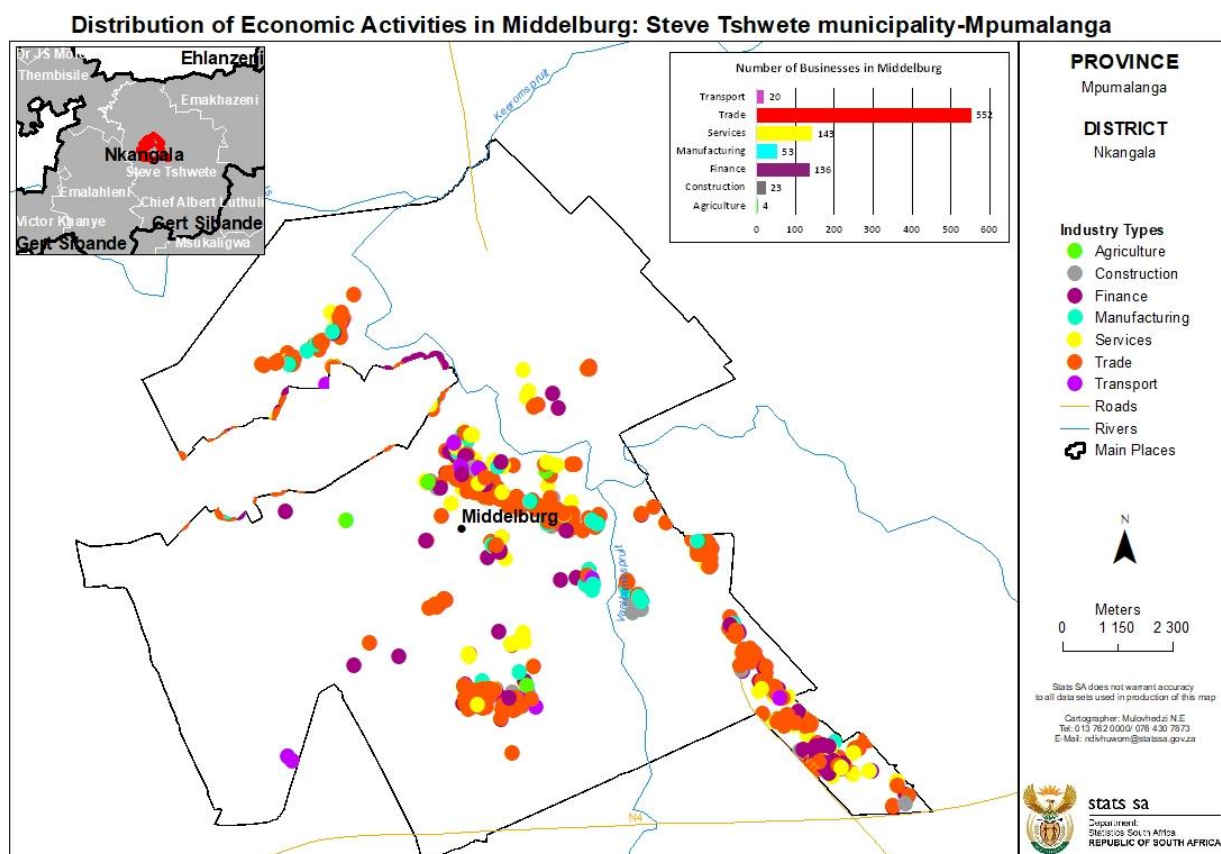 Distribution of Economic Activities in Middelburg: Steve Tshwete municipality-Mpumalanga
Ehlanzeni
Thembisile
Emakhazeni
Nkangala
Steve Tshwete
Emalahleni
Chief Albert Luthuli
Victor Khanye
Gert Sibande
Gert Sibande
Msukaligwa
Keeromspruit
Number of Businesses in Middelburg
Transport 20
Trade 552
Services 143
Manufacturing 53
Finance 136
Construction 23
Agriculture 4
0 100 200 300 400 500 600
Middelburg
N4
PROVINCE
Mpumalanga
DISTRICT
Nkangala
Industry Types
Agriculture
Construction
Finance
Manufacturing
Services
Trade
Transport
Roads
Rivers
Main Places
N
Meters
0 1 150 2 300
Stats SA does not warrant accuracy
to all data sets used in production of this map
Cartographer: Mulovhedzi N.E
Tel: 013 762 0000/ 076 430 7873
E-Mail: ndivhuwom@statssa.gov.za
stats sa
Department:
Statistics South Africa
REPUBLIC OF SOUTH AFRICA